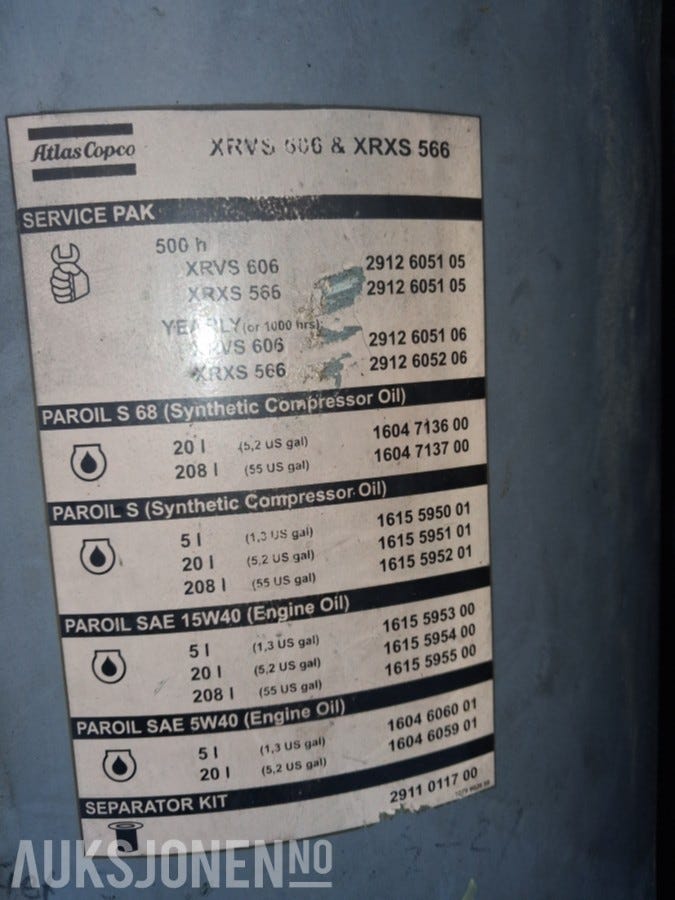 Atlas Copco
XRVS 606 & XRXS 566
SERVICE PAK
500 h
XRVS 606 2912 6051 05
XRXS 566 2912 6051 05
YEARLY (or 1000 hrs)
XRVS 606 2912 6051 06
XRXS 566 2912 6052 06
PAROIL S 68 (Synthetic Compressor Oil)
20 l (5,2 US gal) 1604 7136 00
208 l (55 US gal) 1604 7137 00
PAROIL S (Synthetic Compressor Oil)
5 l (1,3 US gal) 1615 5950 01
20 l (5,2 US gal) 1615 5951 01
208 l (55 US gal) 1615 5952 01
PAROIL SAE 15W40 (Engine Oil)
5 l (1,3 US gal) 1615 5953 00
20 l (5,2 US gal) 1615 5954 00
208 l (55 US gal) 1615 5955 00
PAROIL SAE 5W40 (Engine Oil)
5 l (1,3 US gal) 1604 6060 01
20 l (5,2 US gal) 1604 6059 01
SEPARATOR KIT
2911 0117 00
AUKSJONEN.NO